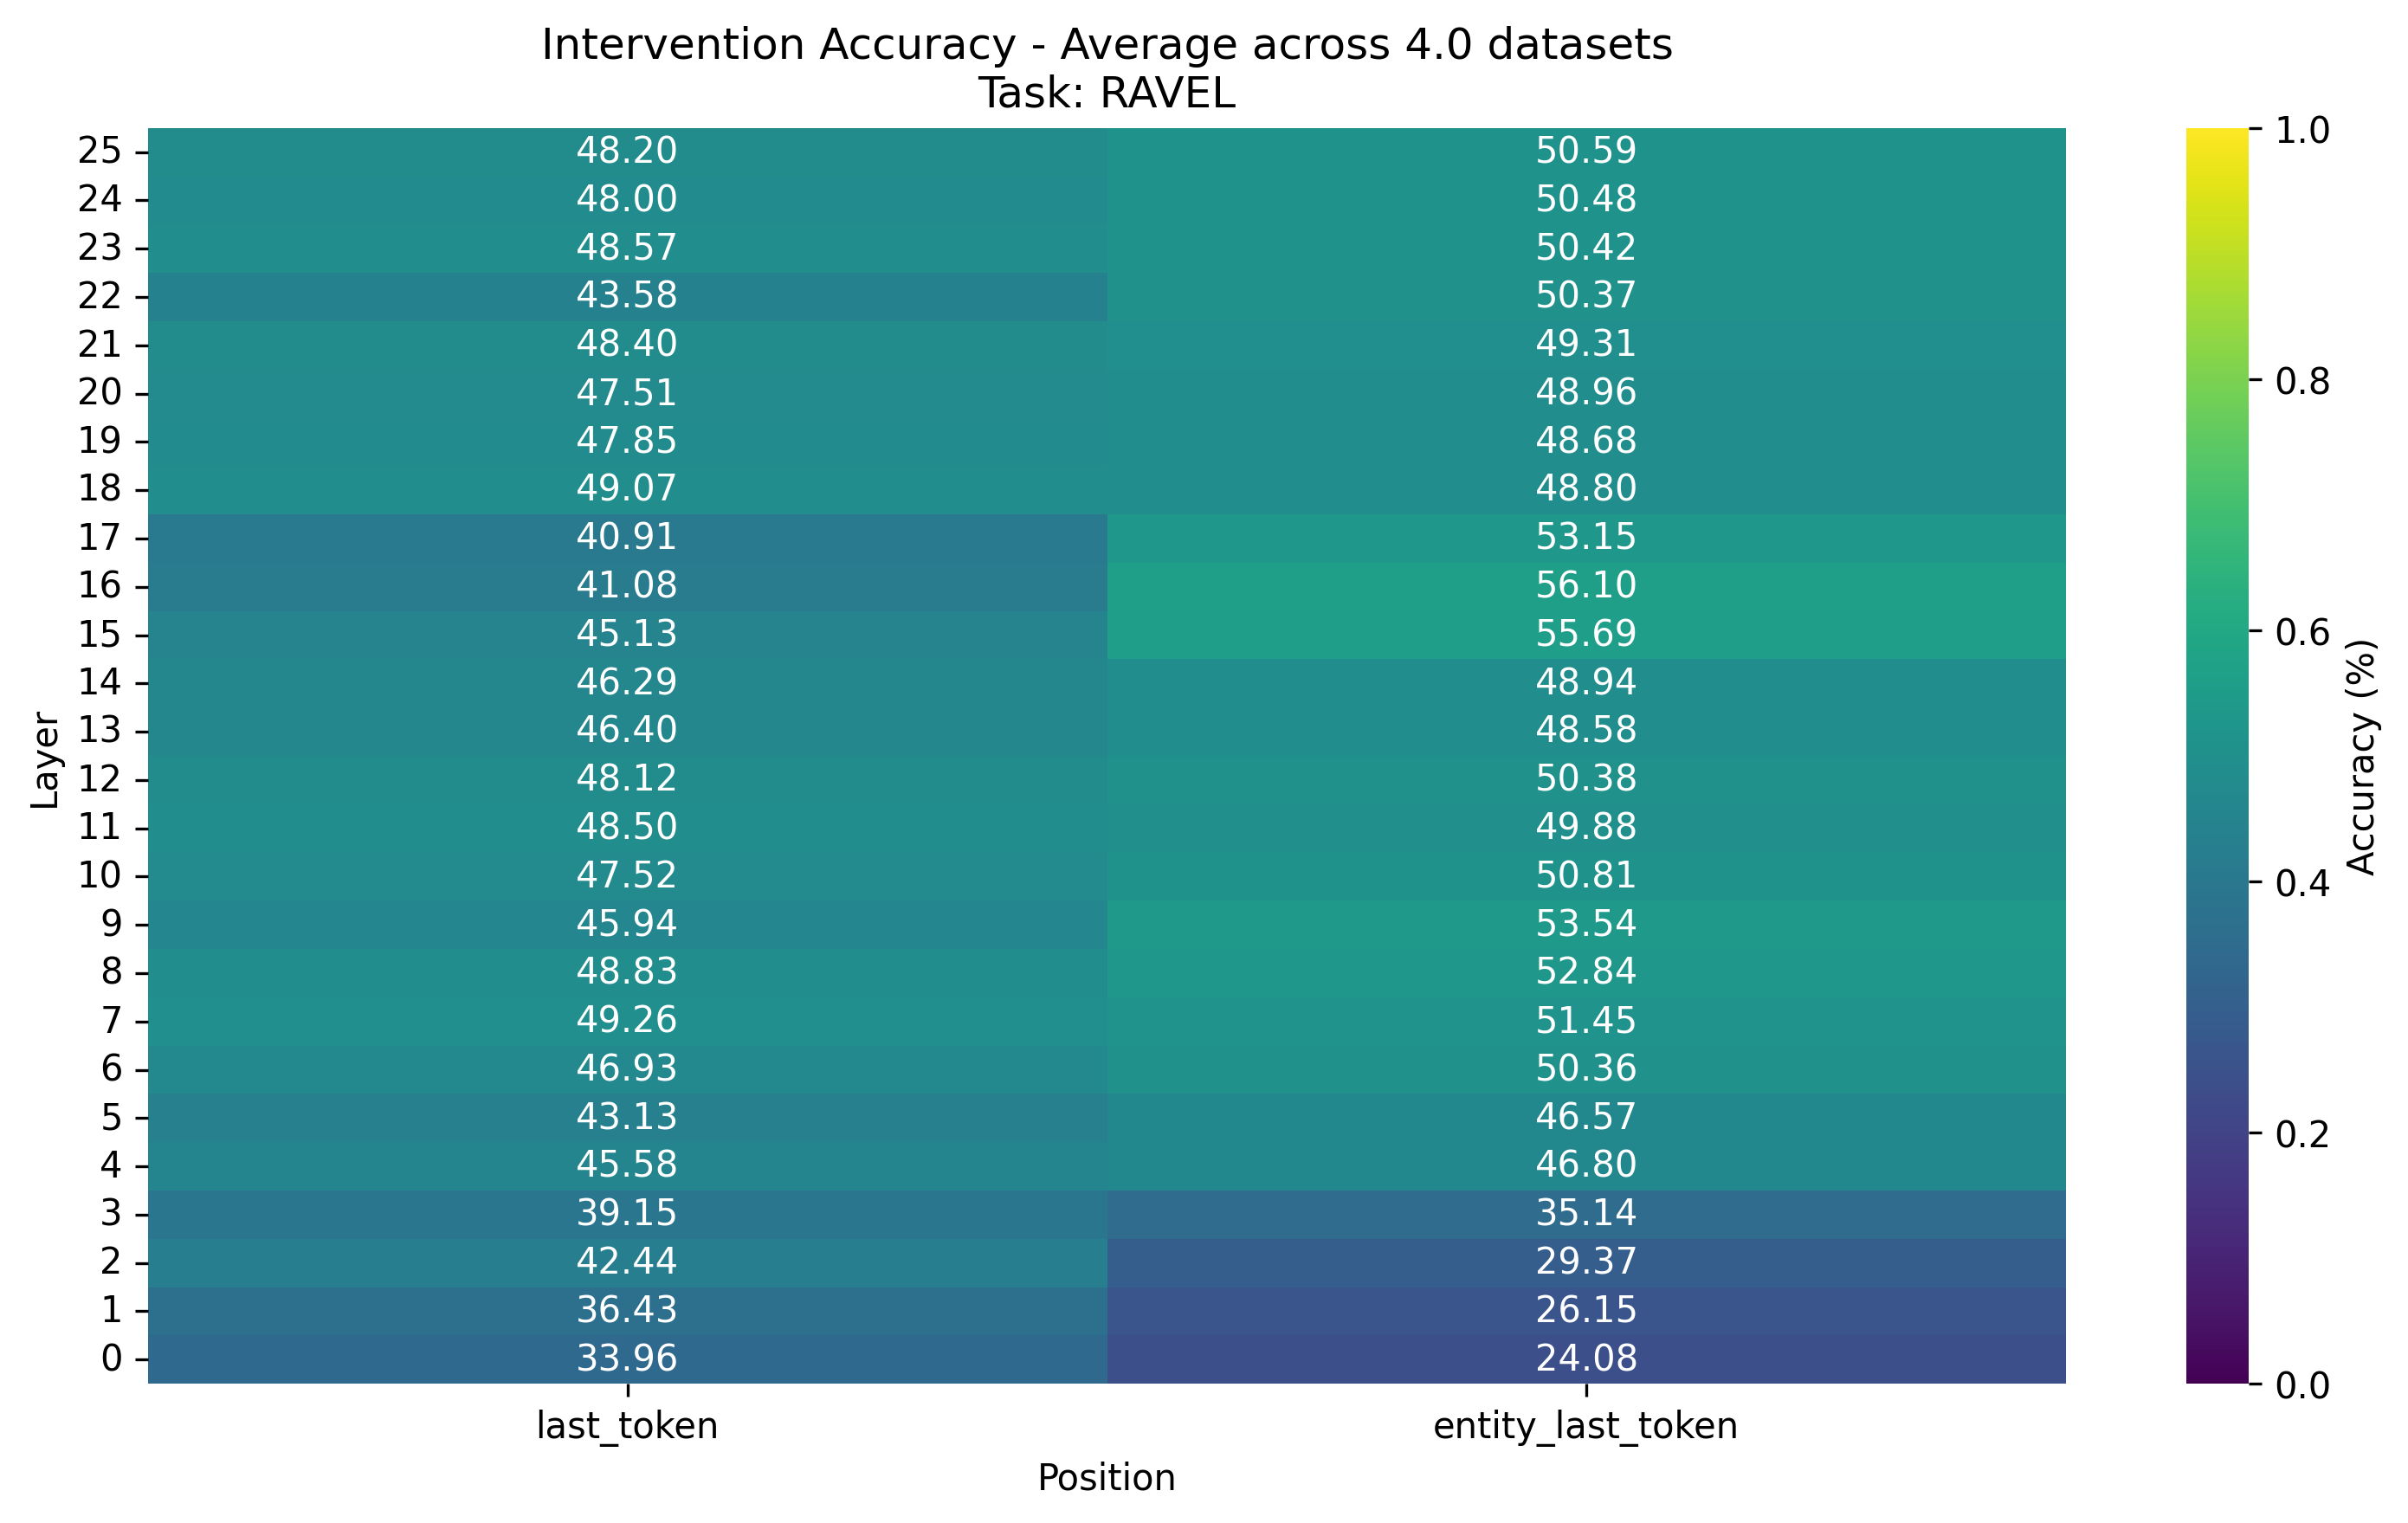 Intervention Accuracy - Average across 4.0 datasets
Task: RAVEL
25 48.20 50.59
24 48.00 50.48
23 48.57 50.42
22 43.58 50.37
21 48.40 49.31
20 47.51 48.96
19 47.85 48.68
18 49.07 48.80
17 40.91 53.15
16 41.08 56.10
15 45.13 55.69
14 46.29 48.94
13 46.40 48.58
12 48.12 50.38
11 48.50 49.88
10 47.52 50.81
9 45.94 53.54
8 48.83 52.84
7 49.26 51.45
6 46.93 50.36
5 43.13 46.57
4 45.58 46.80
3 39.15 35.14
2 42.44 29.37
1 36.43 26.15
0 33.96 24.08
last_token entity_last_token
Position
Layer
1.0
0.8
0.6
0.4
0.2
0.0
Accuracy (%)